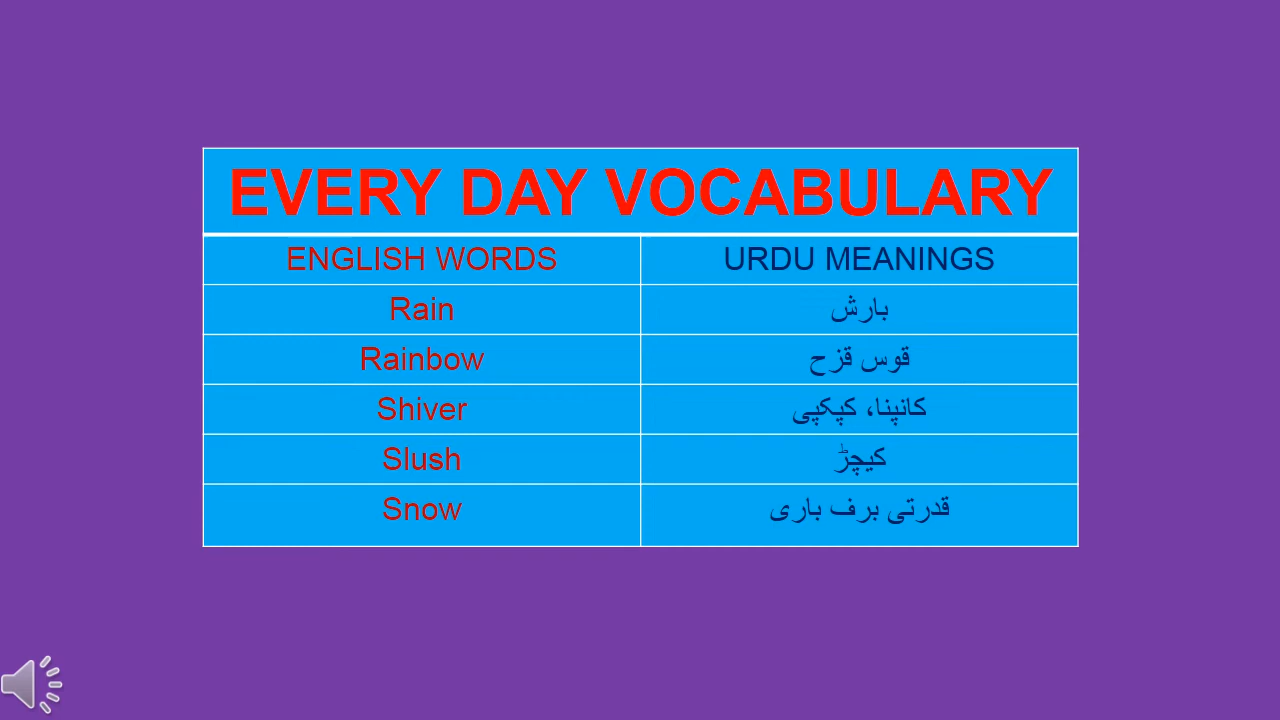 EVERY DAY VOCABULARY
ENGLISH WORDS URDU MEANINGS
Rain بارش
Rainbow قوس قزح
Shiver کانپنا، کپکپی
Slush کیچڑ
Snow قدرتی برف باری